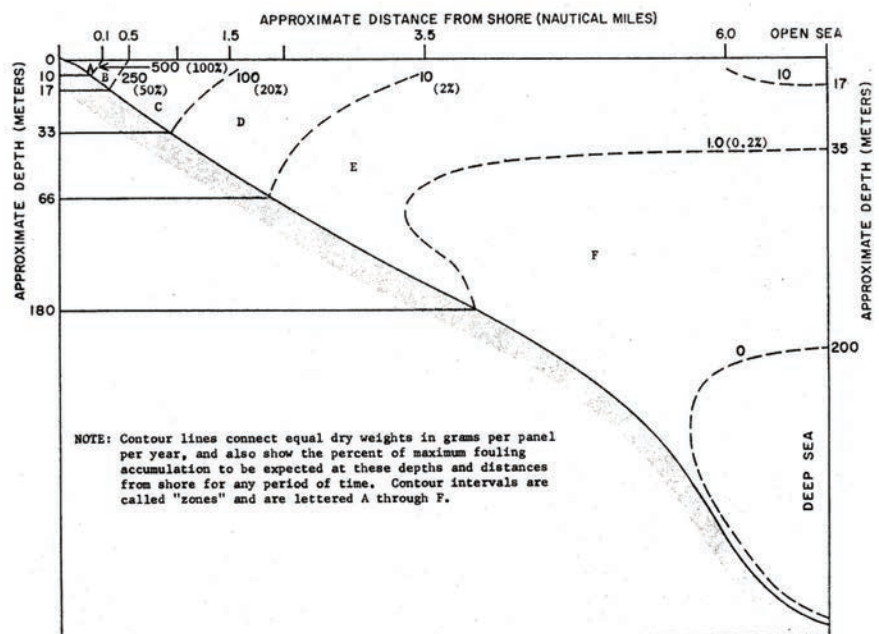 APPROXIMATE DISTANCE FROM SHORE (NAUTICAL MILES)
0.1 0.5 1.5 3.5 6.0 OPEN SEA
0
10
17
33
66
180
APPROXIMATE DEPTH (METERS)
A 500 (100%)
B 250
(50%)
C
100
(20%)
D
10
(2%)
E
1.0 (0.2%)
F
10
0
17
35
200
APPROXIMATE DEPTH (METERS)
DEEP SEA
NOTE: Contour lines connect equal dry weights in grams per panel
per year, and also show the percent of maximum fouling
accumulation to be expected at these depths and distances
from shore for any period of time. Contour intervals are
called "zones" and are lettered A through F.